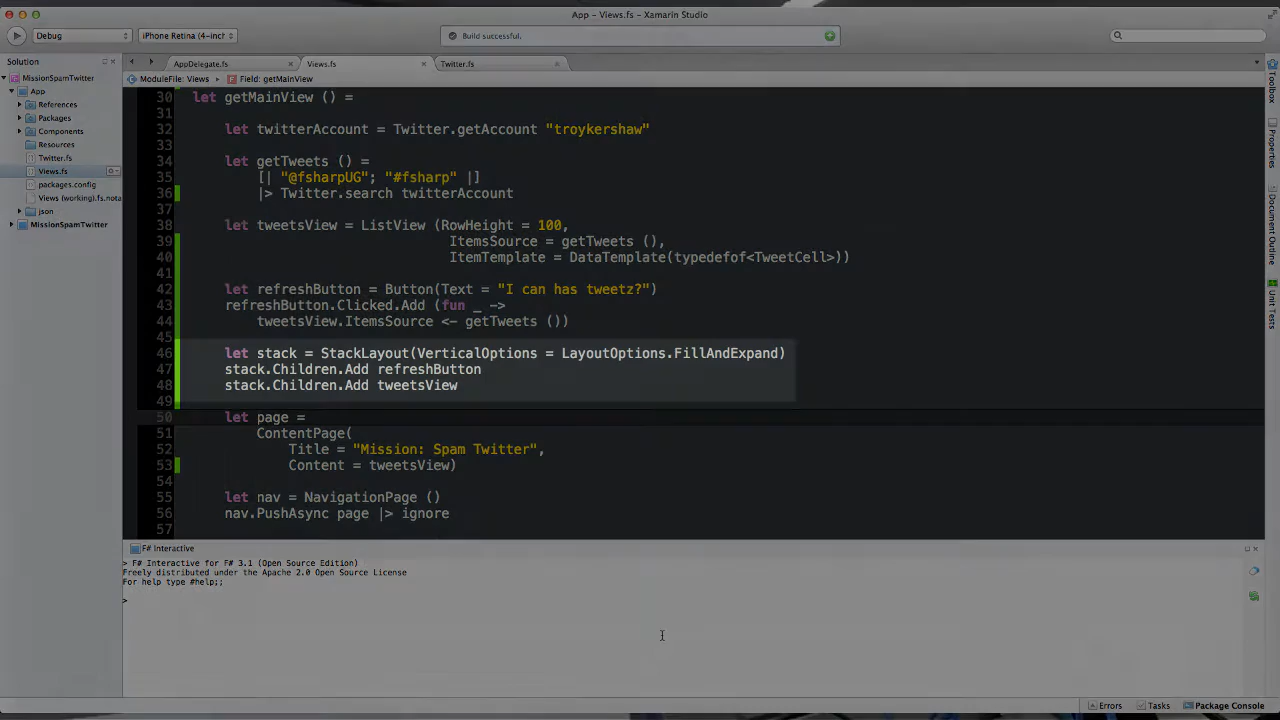 App - Views.fs - Xamarin Studio
Debug
iPhone Retina (4-inch
Build successful.
Solution
AppDelegate.fs
Views.fs
Twitter.fs
MissionSpamTwitter
App
References
Packages
Components
Resources
Twitter.fs
Views.fs
packages.config
Views (working).fs.nota
json
MissionSpamTwitter
ModuleFile: Views
Field: getMainView
30 let getMainView () =
31
32 let twitterAccount = Twitter.getAccount "troykershaw"
33
34 let getTweets () =
35 [| "@fsharpUG"; "#fsharp" |]
36 |> Twitter.search twitterAccount
37
38 let tweetsView = ListView (RowHeight = 100,
39 ItemsSource = getTweets (),
40 ItemTemplate = DataTemplate(typedefof<TweetCell>))
41
42 let refreshButton = Button(Text = "I can has tweetz?")
43 refreshButton.Clicked.Add (fun _ ->
44 tweetsView.ItemsSource <- getTweets ())
45
46 let stack = StackLayout(VerticalOptions = LayoutOptions.FillAndExpand)
47 stack.Children.Add refreshButton
48 stack.Children.Add tweetsView
49
50 let page =
51 ContentPage(
52 Title = "Mission: Spam Twitter",
53 Content = tweetsView)
54
55 let nav = NavigationPage ()
56 nav.PushAsync page |> ignore
57
Toolbox
Properties
Document Outline
Unit Tests
F# Interactive
> F# Interactive for F# 3.1 (Open Source Edition)
Freely distributed under the Apache 2.0 Open Source License
For help type #help;;
>
Errors
Tasks
Package Console